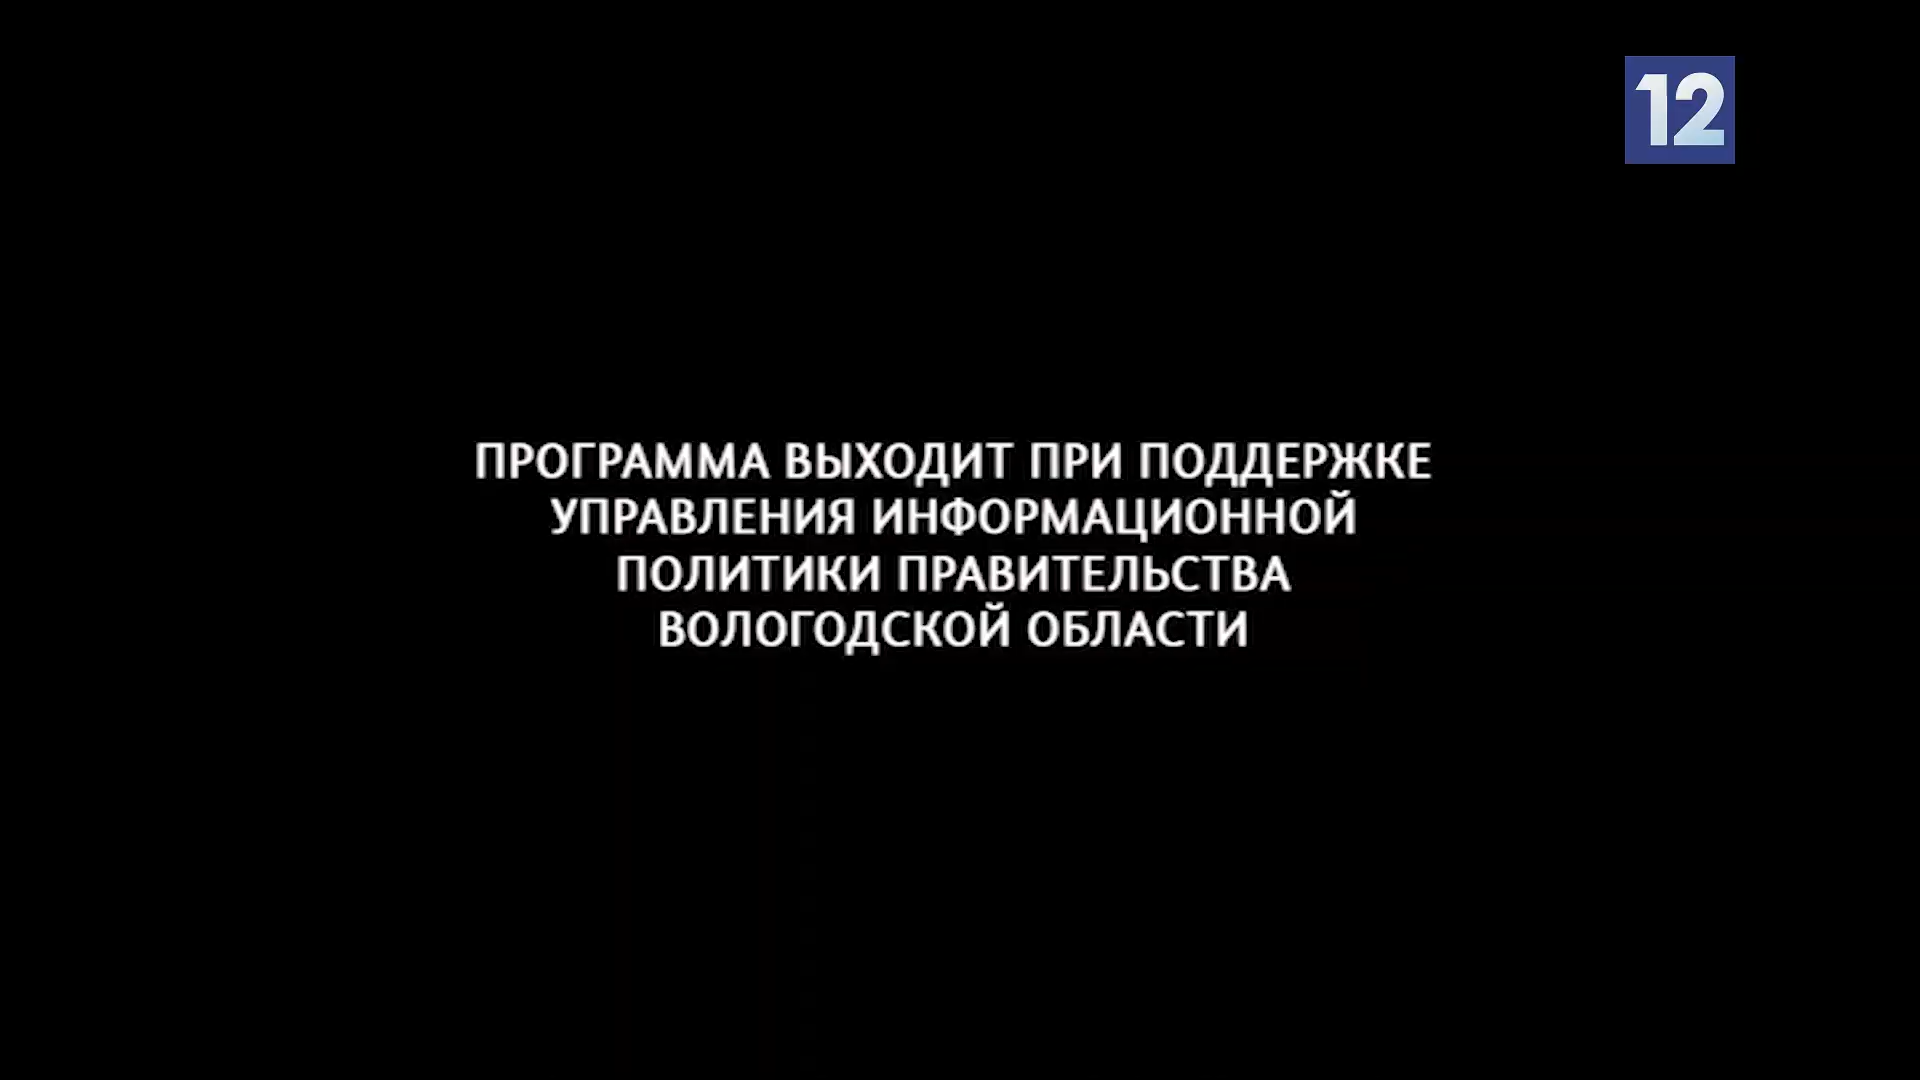 12
ПРОГРАММА ВЫХОДИТ ПРИ ПОДДЕРЖКЕ
УПРАВЛЕНИЯ ИНФОРМАЦИОННОЙ
ПОЛИТИКИ ПРАВИТЕЛЬСТВА
ВОЛОГОДСКОЙ ОБЛАСТИ